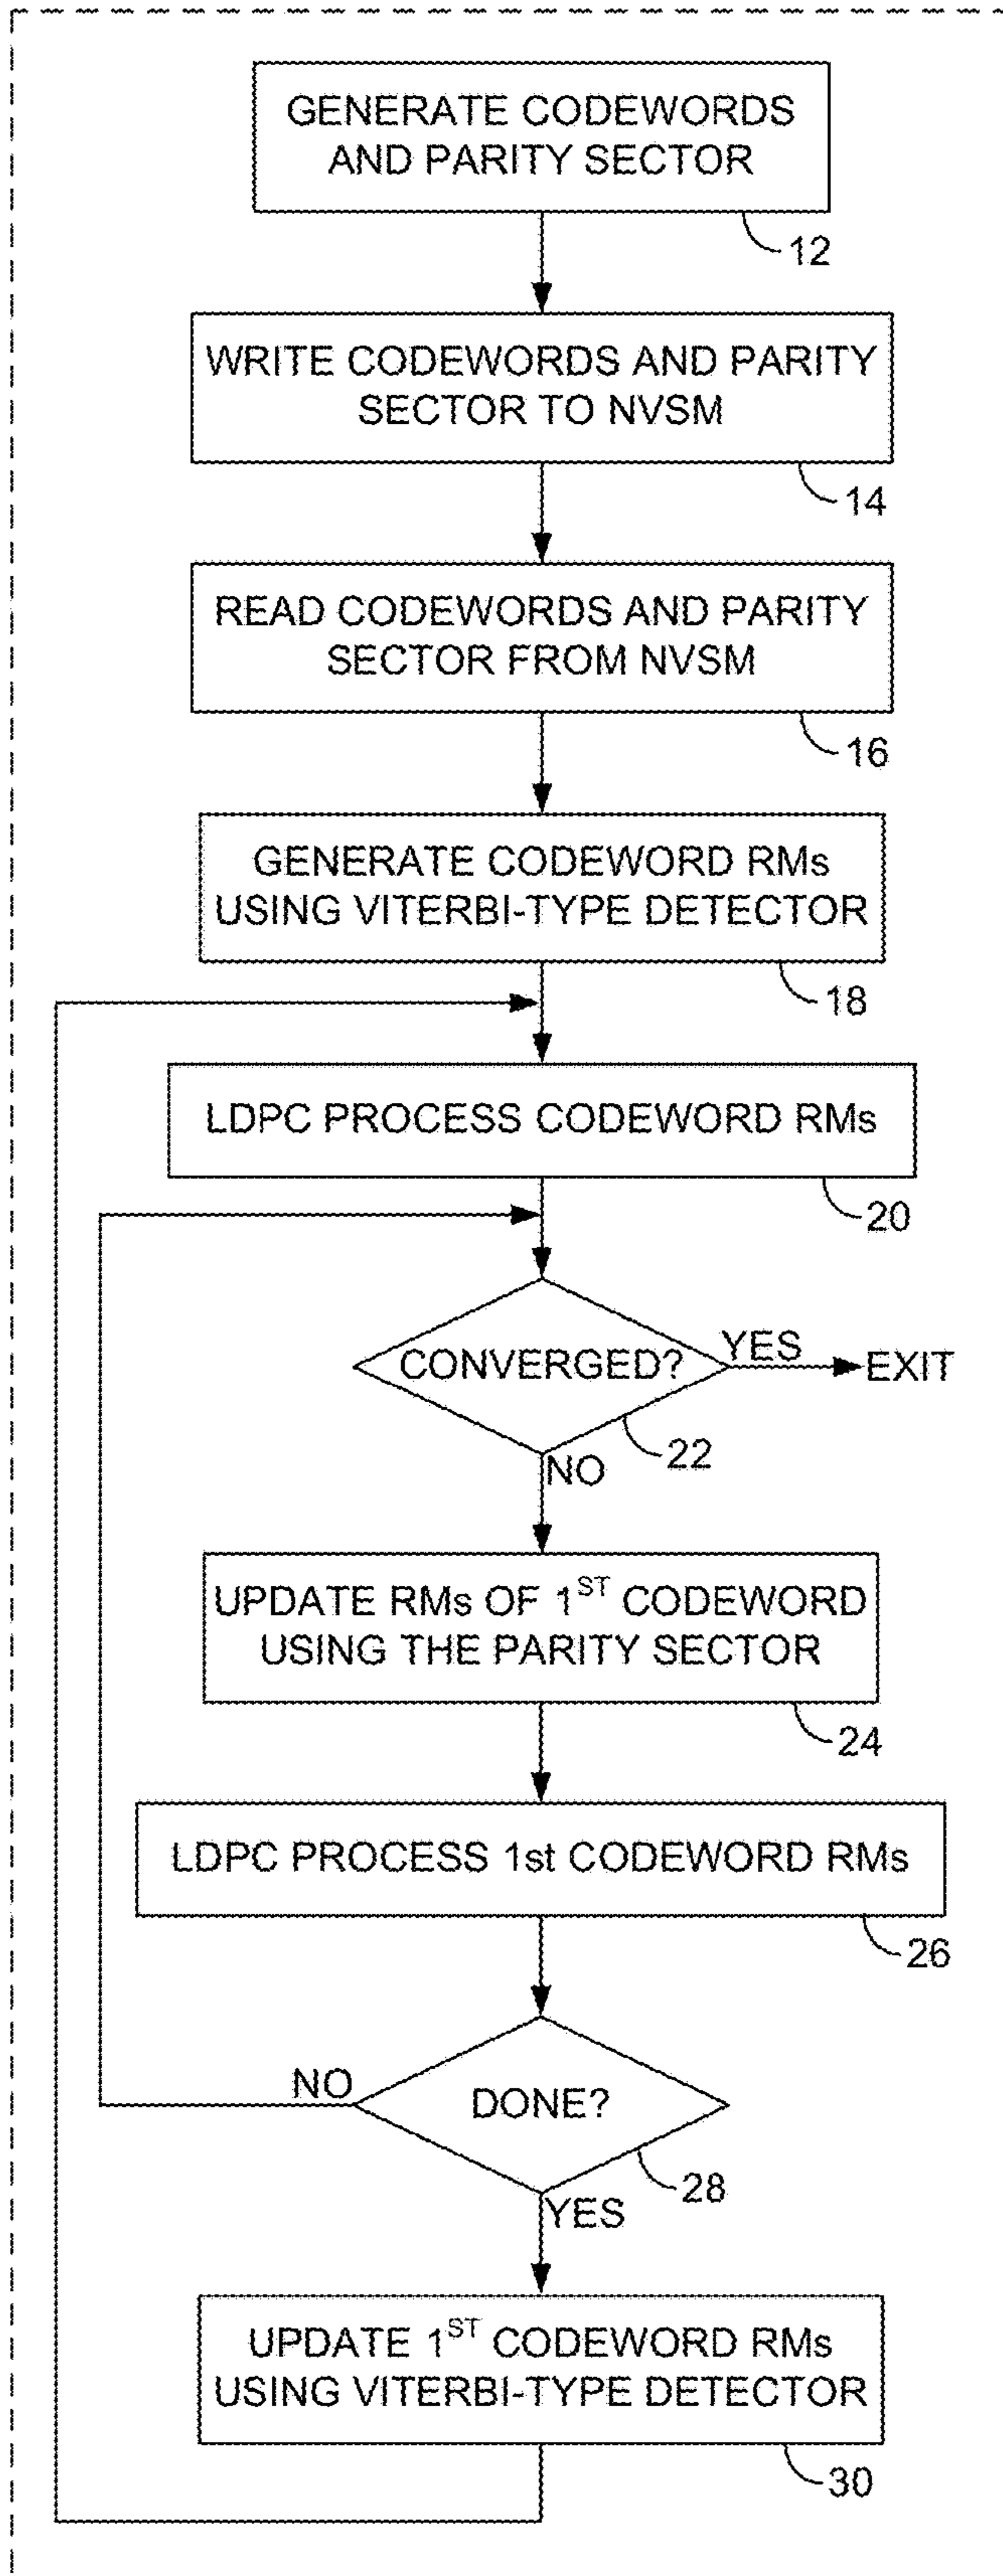 GENERATE CODEWORDS
AND PARITY SECTOR
12
WRITE CODEWORDS AND PARITY
SECTOR TO NVSM
14
READ CODEWORDS AND PARITY
SECTOR FROM NVSM
16
GENERATE CODEWORD RMs
USING VITERBI-TYPE DETECTOR
18
LDPC PROCESS CODEWORD RMs
20
CONVERGED?
YES
EXIT
22
NO
UPDATE RMs OF 1ST CODEWORD
USING THE PARITY SECTOR
24
LDPC PROCESS 1st CODEWORD RMs
26
NO
DONE?
28
YES
UPDATE 1ST CODEWORD RMs
USING VITERBI-TYPE DETECTOR
30